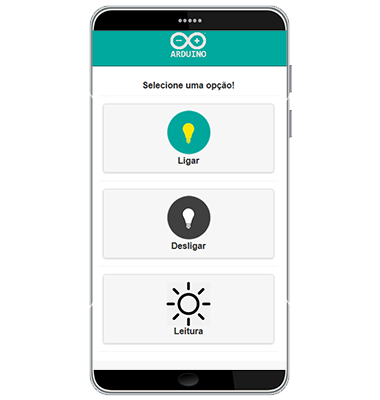 ARDUINO
Selecione uma opção!
Ligar
Desligar
Leitura